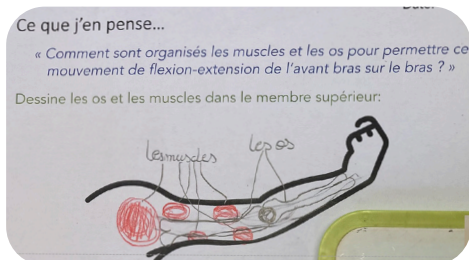 Ce que j'en pense...
« Comment sont organisés les muscles et les os pour permettre ce
mouvement de flexion-extension de l'avant bras sur le bras ? »
Dessine les os et les muscles dans le membre supérieur:
les muscles
les os